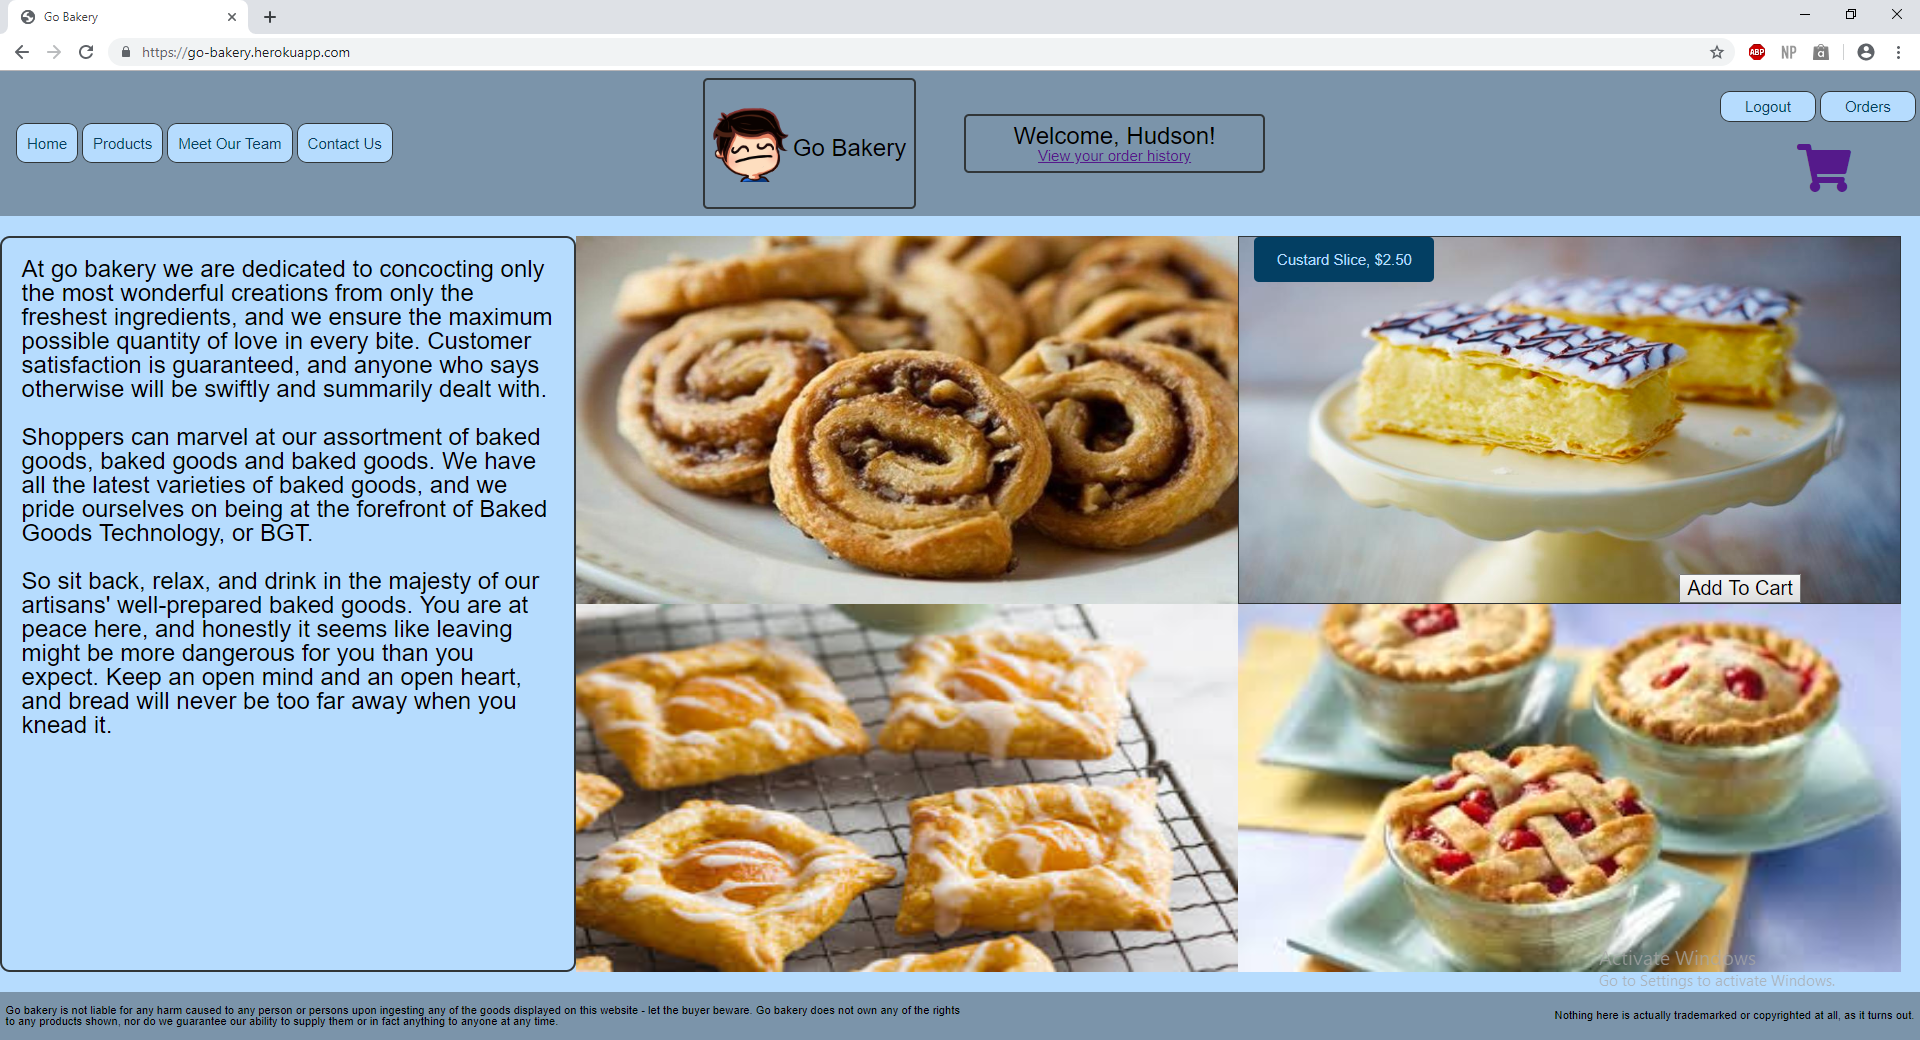 Go Bakery
https://go-bakery.herokuapp.com
ABP
NP
a
Logout
Orders
Home
Products
Meet Our Team
Contact Us
Go Bakery
Welcome, Hudson!
View your order history
At go bakery we are dedicated to concocting only
the most wonderful creations from only the
freshest ingredients, and we ensure the maximum
possible quantity of love in every bite. Customer
satisfaction is guaranteed, and anyone who says
otherwise will be swiftly and summarily dealt with.
Shoppers can marvel at our assortment of baked
goods, baked goods and baked goods. We have
all the latest varieties of baked goods, and we
pride ourselves on being at the forefront of Baked
Goods Technology, or BGT.
So sit back, relax, and drink in the majesty of our
artisans' well-prepared baked goods. You are at
peace here, and honestly it seems like leaving
might be more dangerous for you than you
expect. Keep an open mind and an open heart,
and bread will never be too far away when you
knead it.
Custard Slice, $2.50
Add To Cart
Activate Windows
Go to Settings to activate Windows.
Go bakery is not liable for any harm caused to any person or persons upon ingesting any of the goods displayed on this website - let the buyer beware. Go bakery does not own any of the rights
to any products shown, nor do we guarantee our ability to supply them or in fact anything to anyone at any time.
Nothing here is actually trademarked or copyrighted at all, as it turns out.